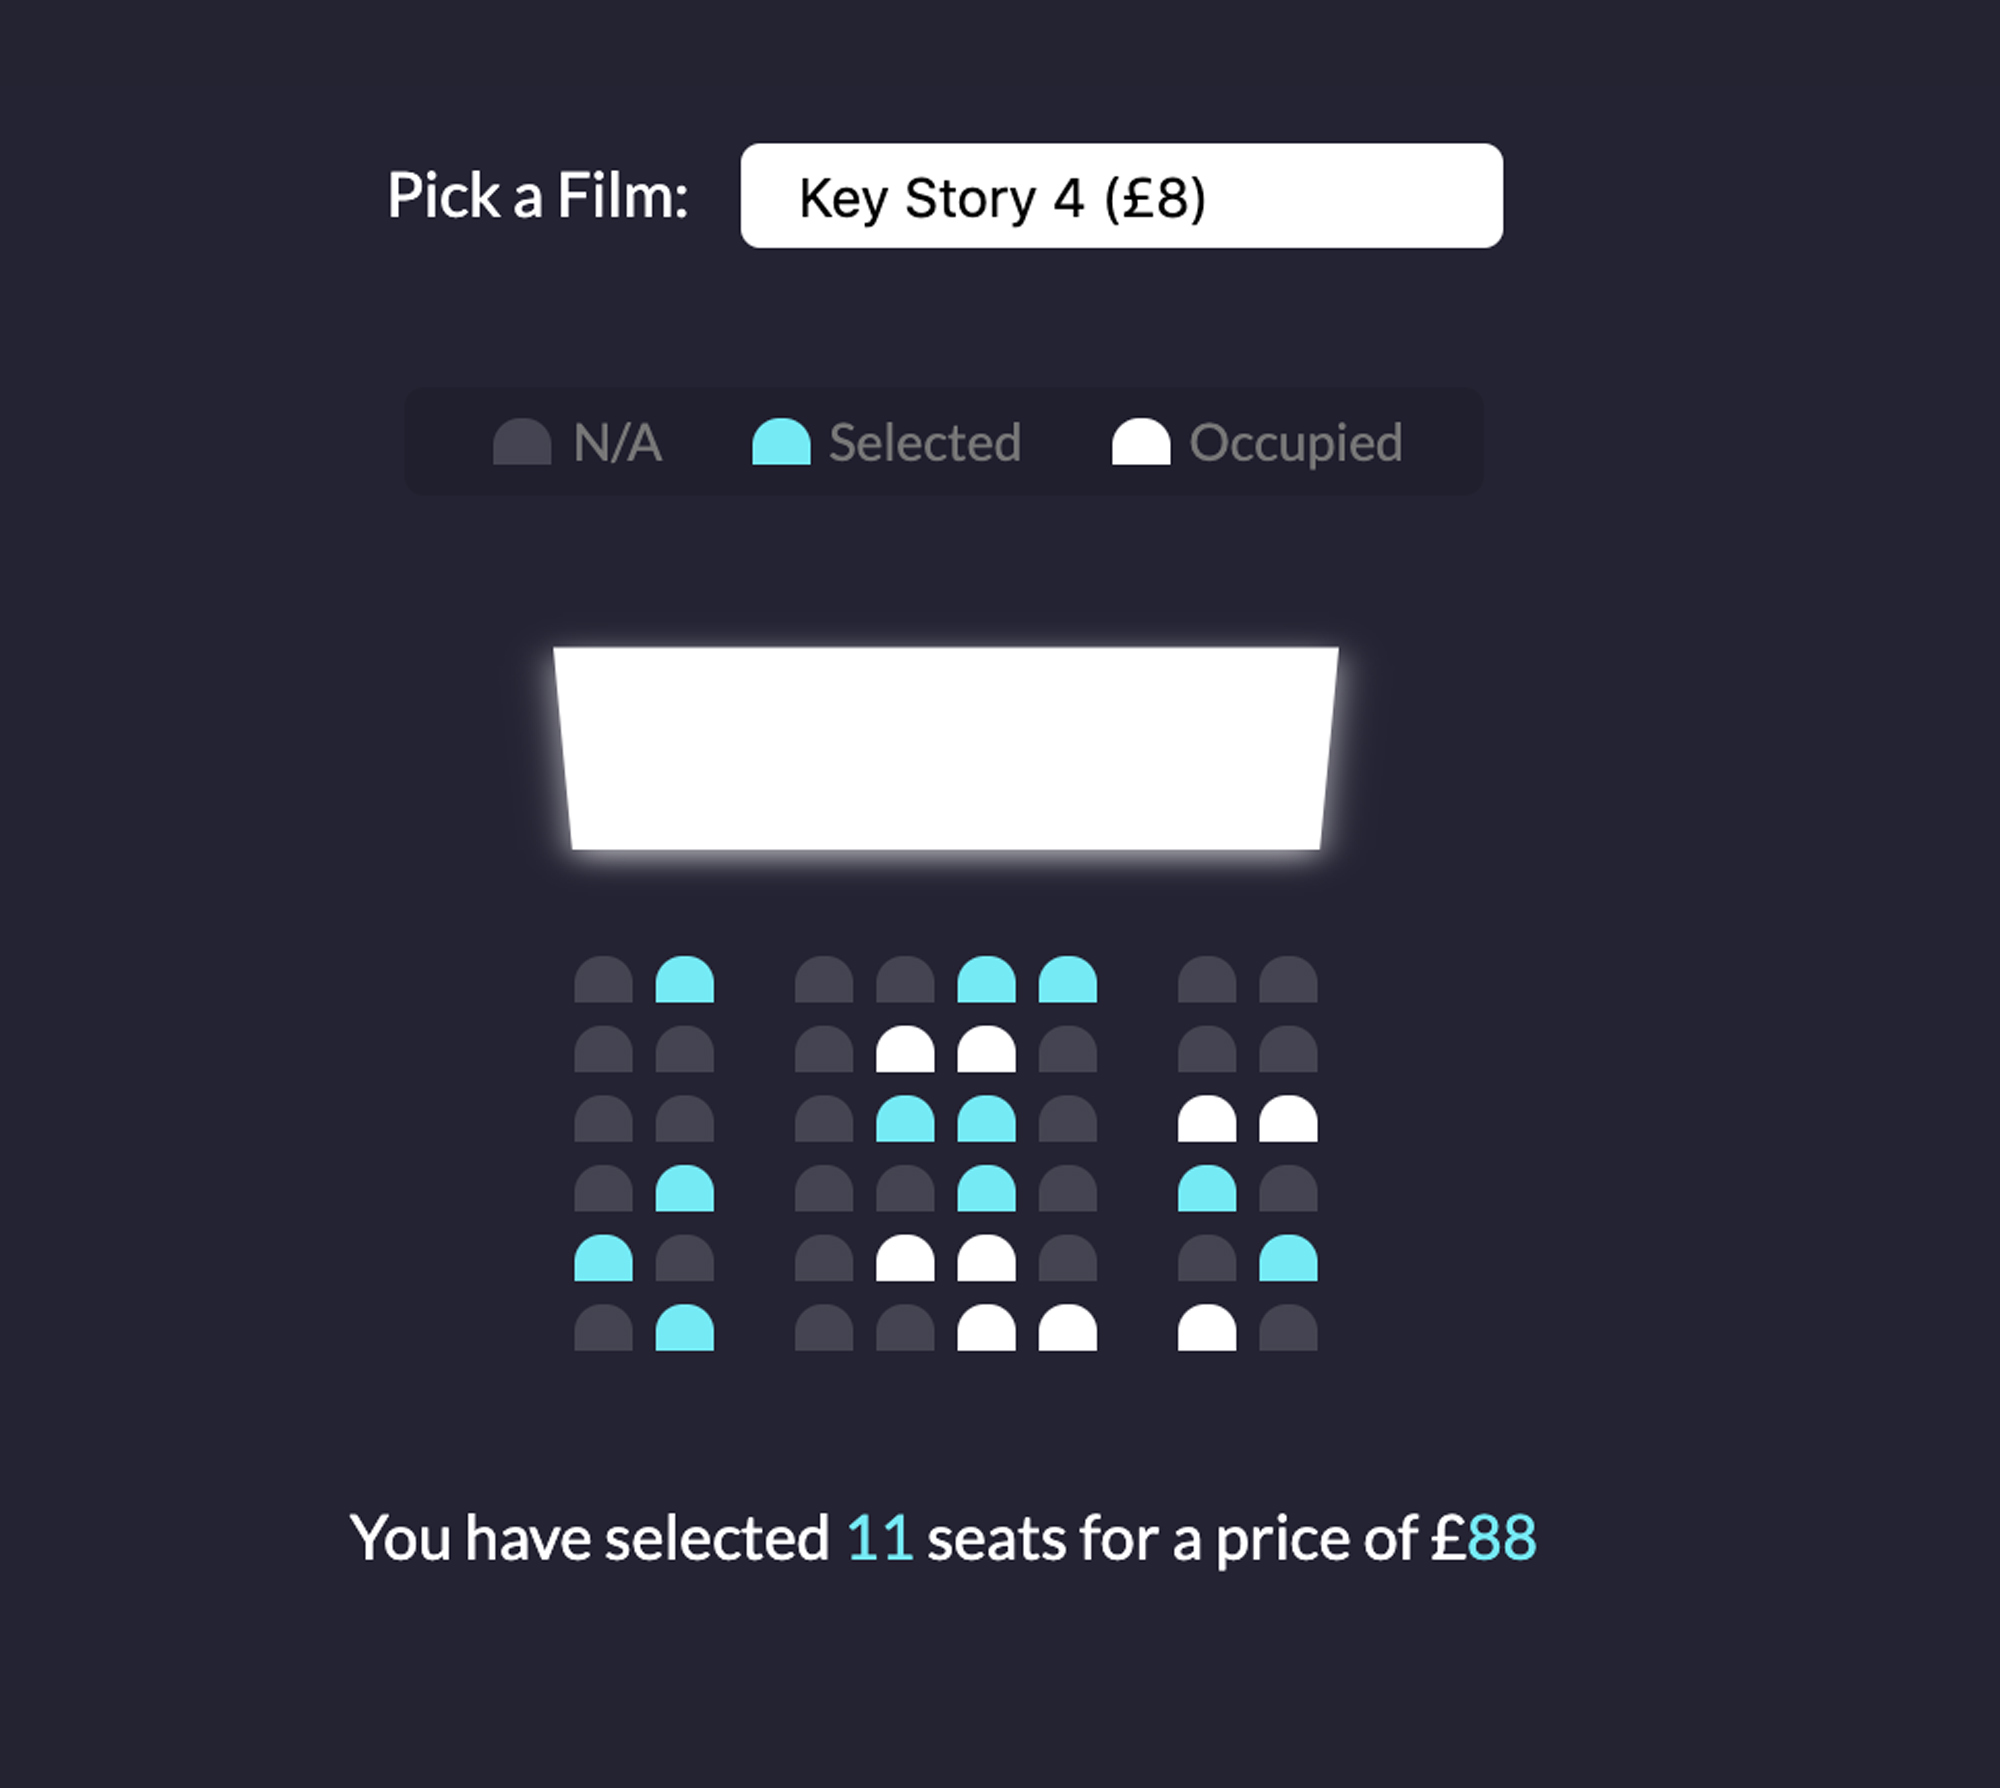 Pick a Film: Key Story 4 (£8)
N/A Selected Occupied
You have selected 11 seats for a price of £88